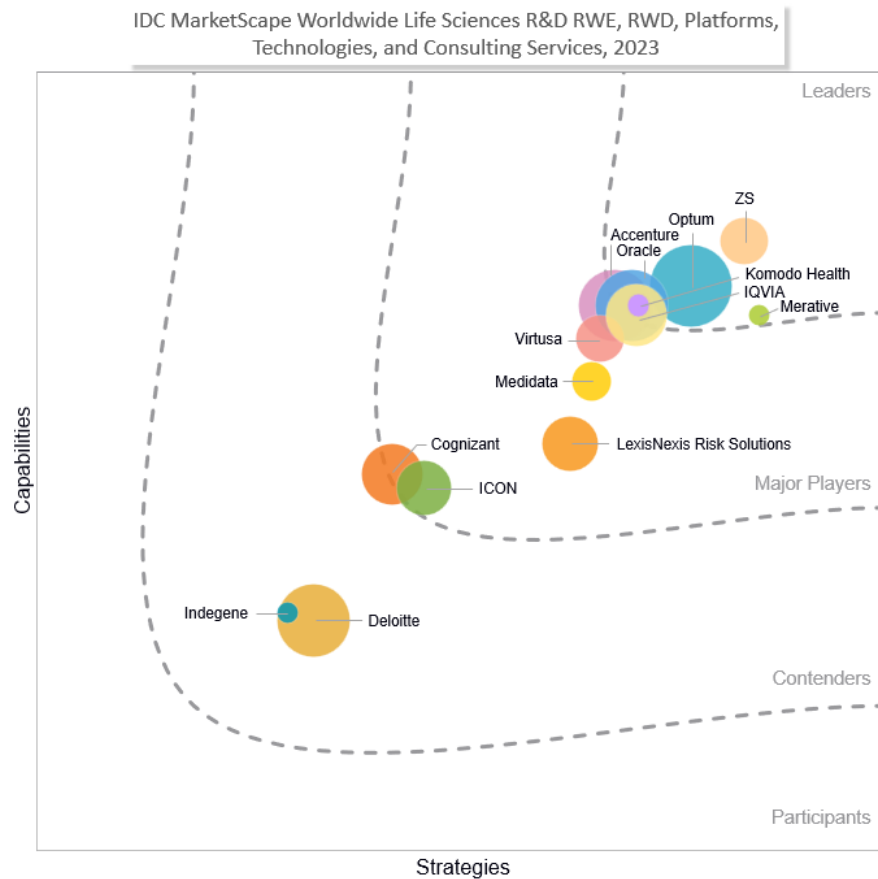 IDC MarketScape Worldwide Life Sciences R&D RWE, RWD, Platforms,
Technologies, and Consulting Services, 2023
Leaders
ZS
Optum
Accenture
Oracle
Komodo Health
IQVIA
Merative
Virtusa
Medidata
Capabilities
Cognizant
LexisNexis Risk Solutions
Major Players
ICON
Indegene
Deloitte
Contenders
Participants
Strategies